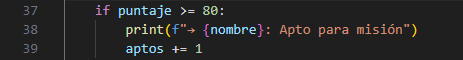 37 if puntaje >= 80:
38 print(f"→ {nombre}: Apto para misión")
39 aptos += 1